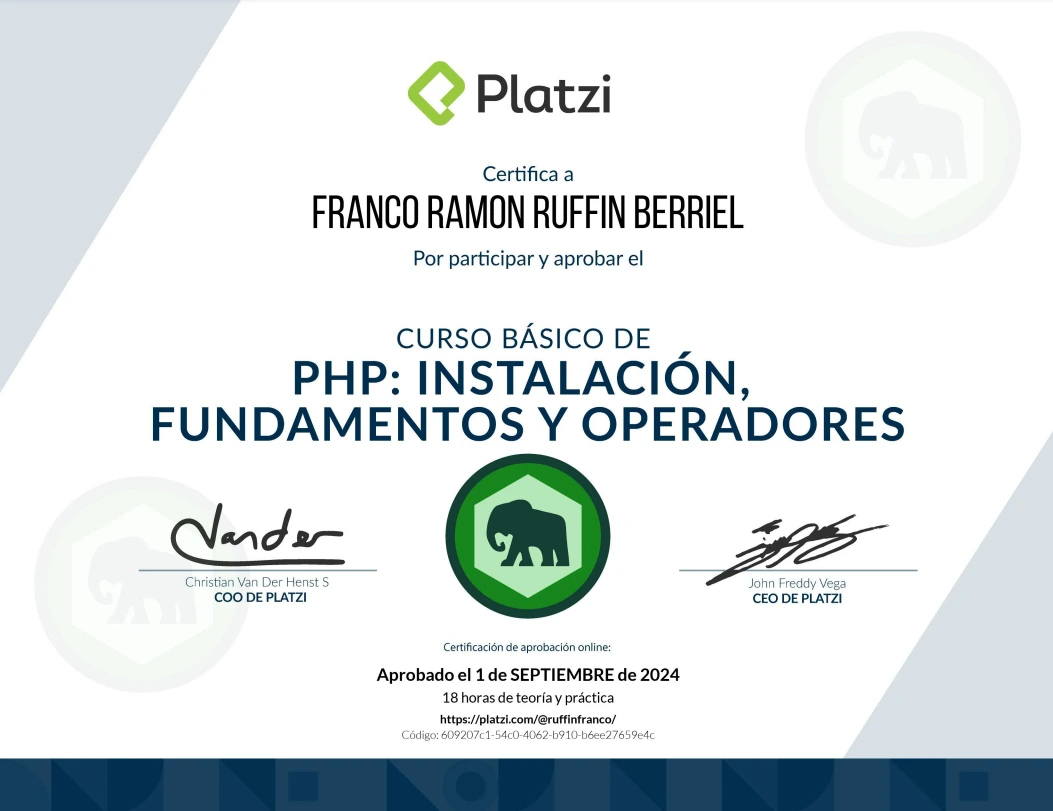 Platzi
Certifica a
FRANCO RAMON RUFFIN BERRIEL
Por participar y aprobar el
CURSO BÁSICO DE
PHP: INSTALACIÓN,
FUNDAMENTOS Y OPERADORES
Vander
Christian Van Der Henst S
COO DE PLATZI
John Freddy Vega
CEO DE PLATZI
Certificación de aprobación online:
Aprobado el 1 de SEPTIEMBRE de 2024
18 horas de teoría y práctica
https://platzi.com/@ruffinfranco/
Código: 609207c1-54c0-4062-b910-b6ee27659e4c